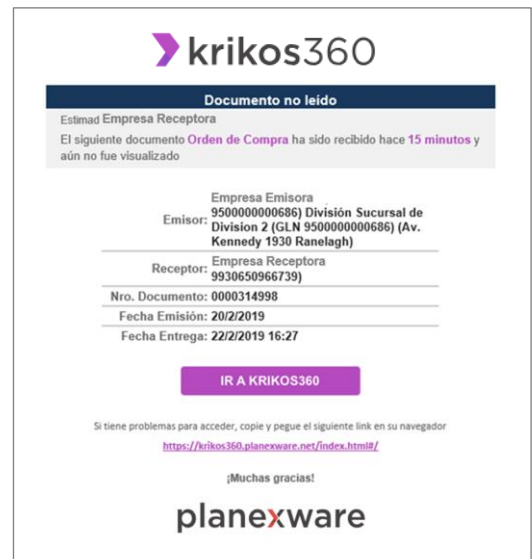 krikos360
Documento no leído
Estimad Empresa Receptora
El siguiente documento Orden de Compra ha sido recibido hace 15 minutos y
aún no fue visualizado
Empresa Emisora
Emisor: 9500000000686) División Sucursal de
Division 2 (GLN 9500000000686) (Av.
Kennedy 1930 Ranelagh)
Receptor: Empresa Receptora
9930650966739)
Nro. Documento: 0000314998
Fecha Emisión: 20/2/2019
Fecha Entrega: 22/2/2019 16:27
IR A KRIKOS360
Si tiene problemas para acceder, copie y pegue el siguiente link en su navegador
https://krikos360.planexware.net/index.html#/
¡Muchas gracias!
planexware